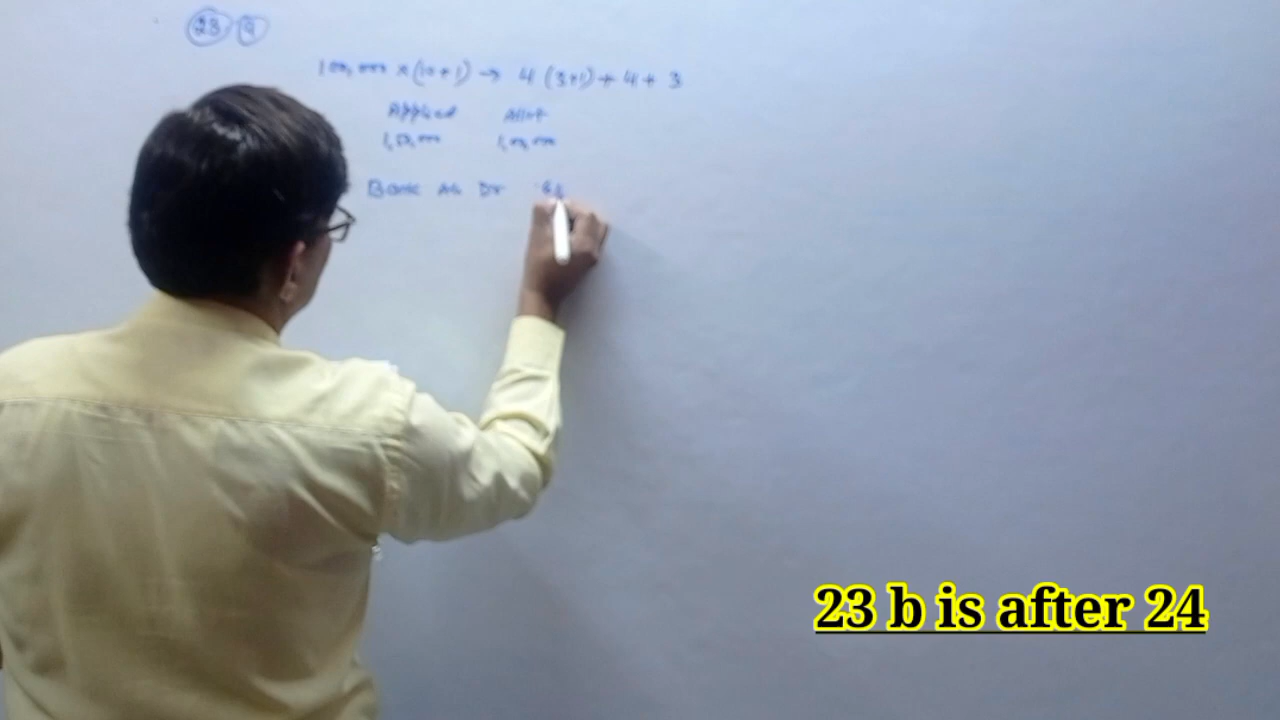 23 a
1,00,000 × (10+1) → 4 (3+1) + 4 + 3
Applied Allot
1,50,000 1,00,000
Bank A/c Dr
23 b is after 24